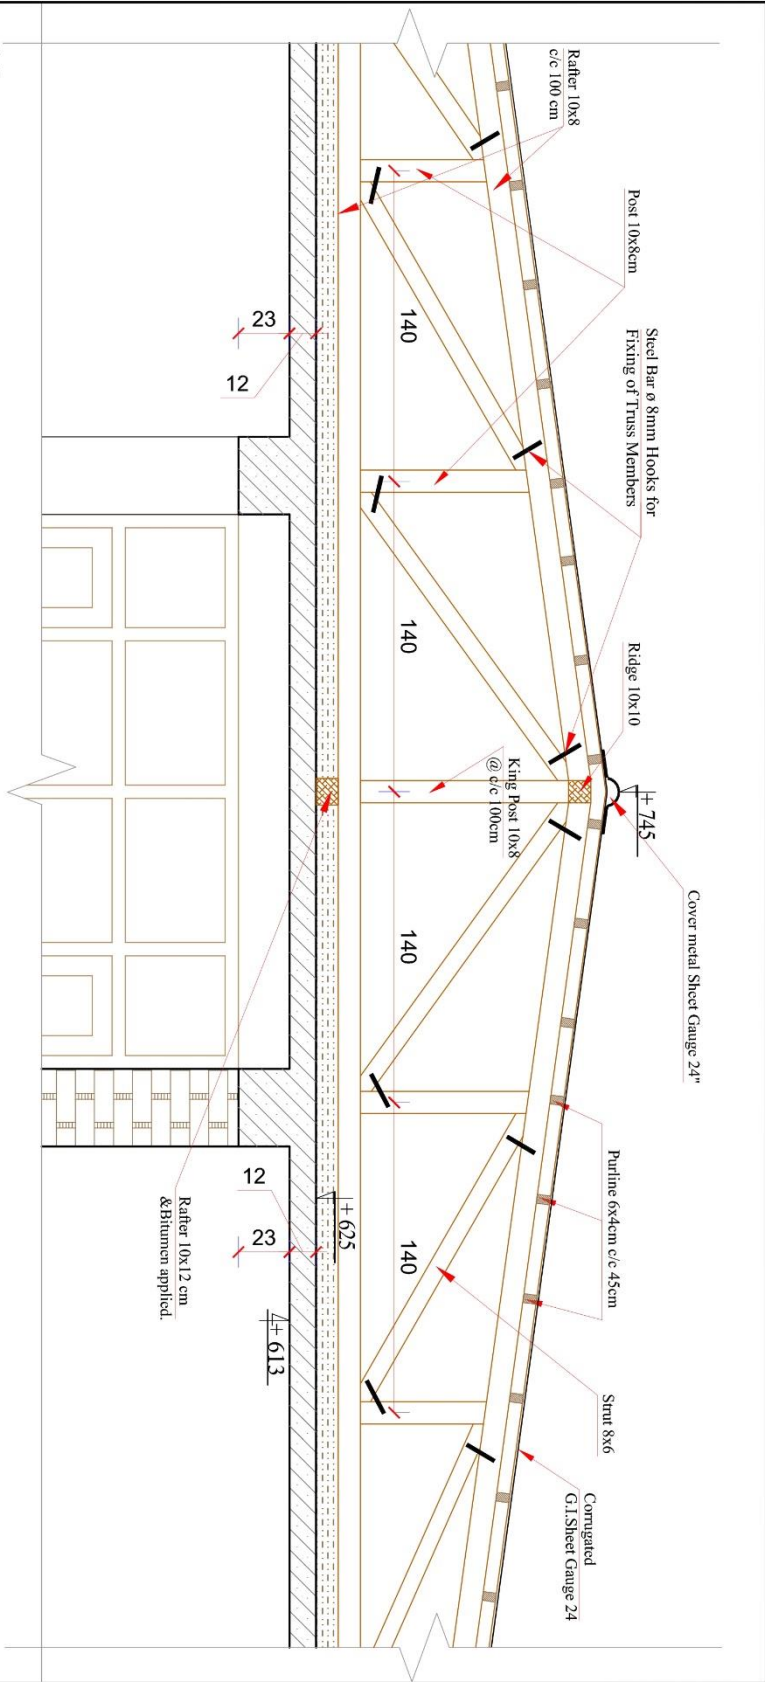 Rafter 10x8
c/c 100 cm
Post 10x8cm
Steel Bar ø 8mm Hooks for
Fixing of Truss Members
Ridge 10x10
King Post 10x8
@ c/c 100cm
+ 745
Cover metal Sheet Gauge 24"
Purline 6x4cm c/c 45cm
Strut 8x6
Corrugated
G.I.Sheet Gauge 24
140
140
140
140
23
12
12
23
+ 625
+ 613
Rafter 10x12 cm
&Bitumen applied.